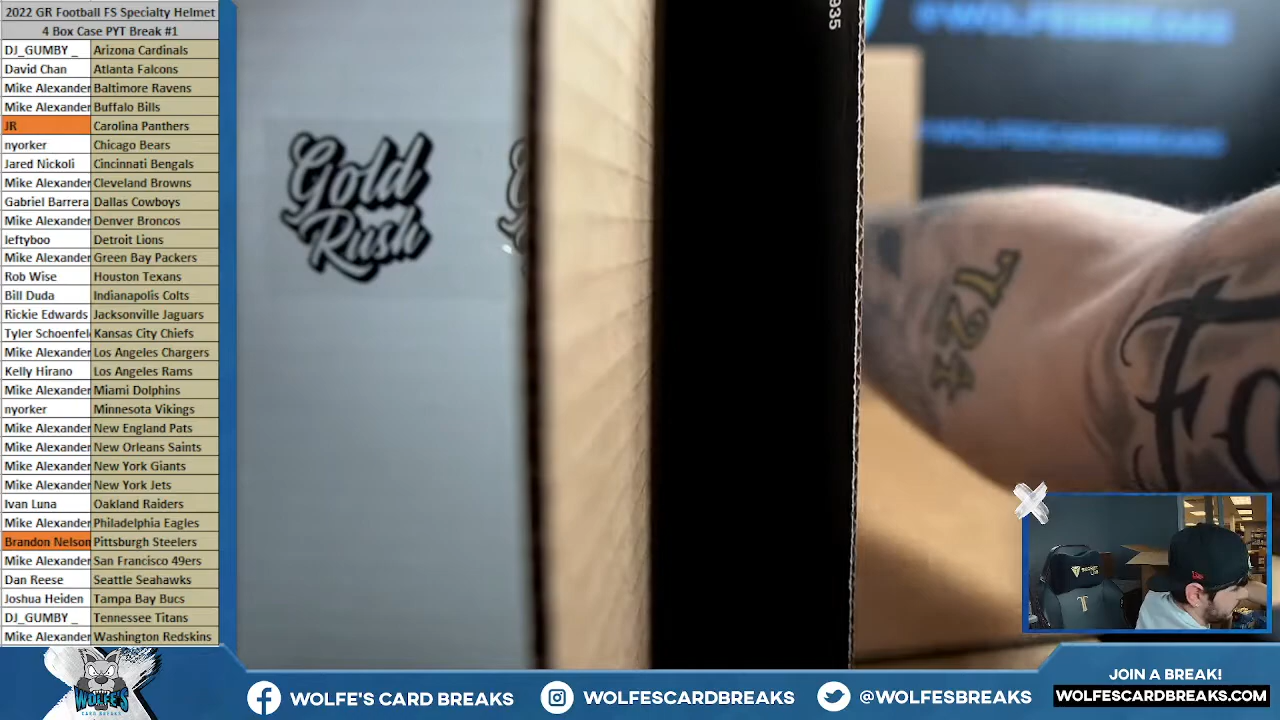 2022 GR Football FS Specialty Helmet
4 Box Case PYT Break #1
DJ_GUMBY_ Arizona Cardinals
David Chan Atlanta Falcons
Mike Alexander Baltimore Ravens
Mike Alexander Buffalo Bills
JR Carolina Panthers
nyorker Chicago Bears
Jared Nickoli Cincinnati Bengals
Mike Alexander Cleveland Browns
Gabriel Barrera Dallas Cowboys
Mike Alexander Denver Broncos
leftyboo Detroit Lions
Mike Alexander Green Bay Packers
Rob Wise Houston Texans
Bill Duda Indianapolis Colts
Rickie Edwards Jacksonville Jaguars
Tyler Schoenfel Kansas City Chiefs
Mike Alexander Los Angeles Chargers
Kelly Hirano Los Angeles Rams
Mike Alexander Miami Dolphins
nyorker Minnesota Vikings
Mike Alexander New England Pats
Mike Alexander New Orleans Saints
Mike Alexander New York Giants
Mike Alexander New York Jets
Ivan Luna Oakland Raiders
Mike Alexander Philadelphia Eagles
Brandon Nelson Pittsburgh Steelers
Mike Alexander San Francisco 49ers
Dan Reese Seattle Seahawks
Joshua Heiden Tampa Bay Bucs
DJ_GUMBY_ Tennessee Titans
Mike Alexander Washington Redskins
Gold
Rush
935
#WOLFESBREAKS
#WOLFESCARDBREAKS
WOLFE'S
CARD BREAKS
WOLFE'S CARD BREAKS
WOLFESCARDBREAKS
@WOLFESBREAKS
JOIN A BREAK!
WOLFESCARDBREAKS.COM